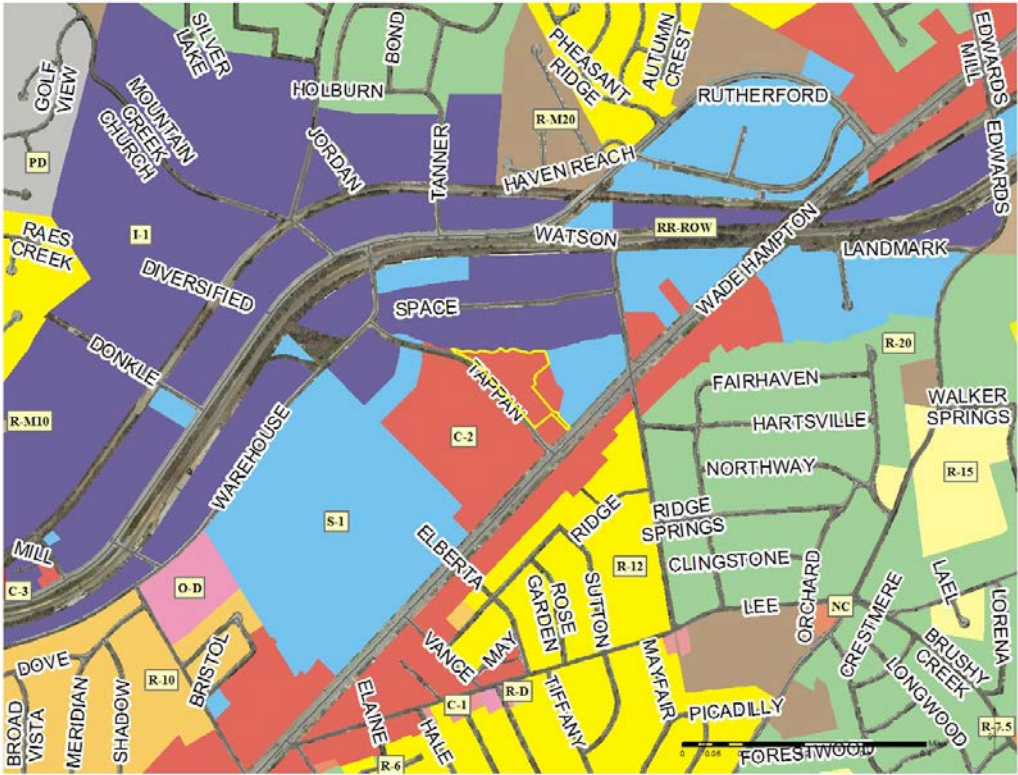 SILVER
LAKE
BOND
PHEASANT
RIDGE
AUTUMN
CREST
EDWARDS
MILL
GOLF
VIEW
MOUNTAIN
CREEK
CHURCH
HOLBURN
RUTHERFORD
R-M20
JORDAN
TANNER
HAVEN REACH
EDWARDS
PD
I-1
RAES
CREEK
WATSON
RR-ROW
WADE HAMPTON
LANDMARK
DIVERSIFIED
SPACE
DONKLE
R-20
TAPPAN
FAIRHAVEN
WALKER
SPRINGS
HARTSVILLE
R-M10
WAREHOUSE
C-2
NORTHWAY
R-15
S-1
RIDGE
RIDGE
SPRINGS
MILL
ELBERTA
CLINGSTONE
R-12
C-3
O-D
ROSE
GARDEN
SUTTON
ORCHARD
LEE
NC
CRESTMERE
LAEL
LORENA
DOVE
BRISTOL
VANCE
MAY
MAYFAIR
BRUSHY
CREEK
LONGWOOD
R-10
BROAD
VISTA
MERIDIAN
SHADOW
ELAINE
C-1
R-D
HALE
TIFFANY
PICADILLY
R-7.5
FORESTWOOD
R-6